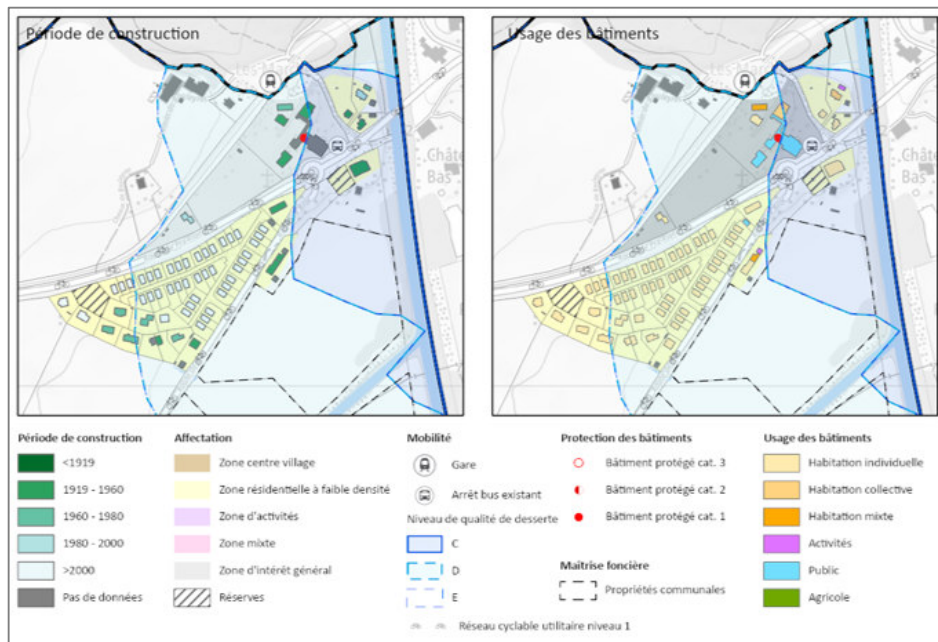 Période de construction
Usage des bâtiments
Châte
Bas
Châte
Bas
Période de construction
<1919
1919 - 1960
1960 - 1980
1980 - 2000
>2000
Pas de données
Affectation
Zone centre village
Zone résidentielle à faible densité
Zone d'activités
Zone mixte
Zone d'intérêt général
Réserves
Mobilité
Gare
Arrêt bus existant
Niveau de qualité de desserte
C
D
E
Réseau cyclable utilitaire niveau 1
Protection des bâtiments
Bâtiment protégé cat. 3
Bâtiment protégé cat. 2
Bâtiment protégé cat. 1
Maîtrise foncière
Propriétés communales
Usage des bâtiments
Habitation individuelle
Habitation collective
Habitation mixte
Activités
Public
Agricole